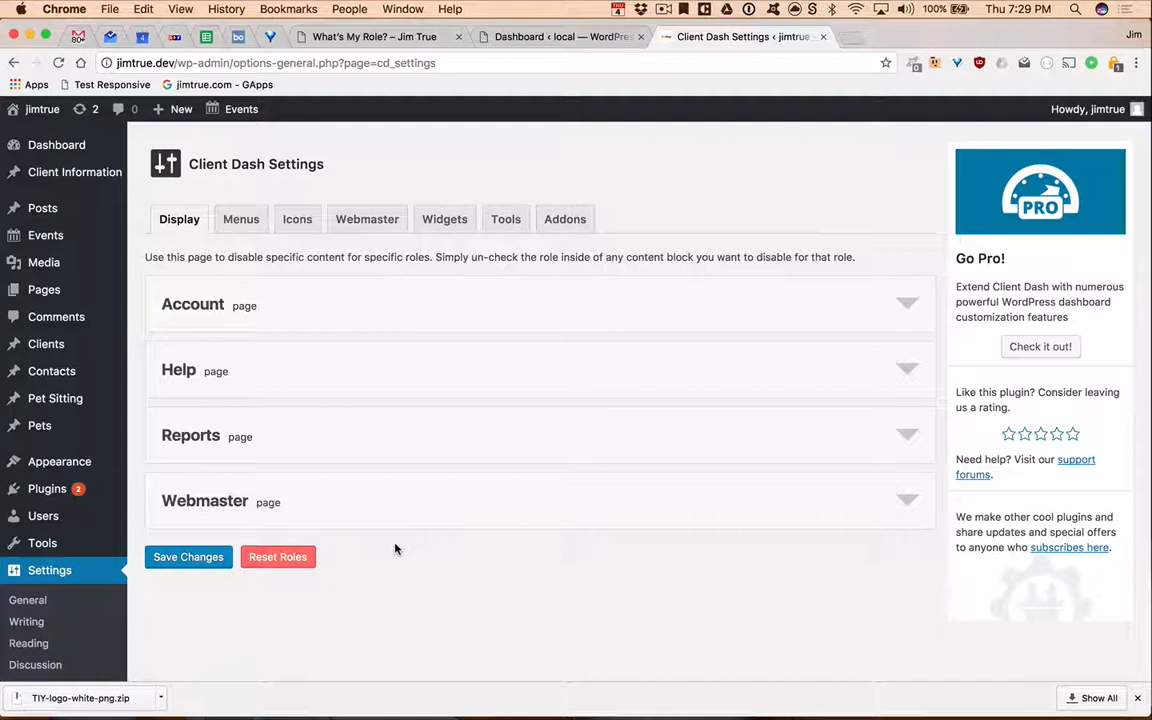 Chrome File Edit View History Bookmarks People Window Help 100% Thu 7:29 PM
What's My Role? – Jim True Dashboard ‹ local — WordPres Client Dash Settings ‹ jimtrue Jim
jimtrue.dev/wp-admin/options-general.php?page=cd_settings
Apps Test Responsive jimtrue.com - GApps
jimtrue 2 0 New Events Howdy, jimtrue
Dashboard
Client Information
Posts
Events
Media
Pages
Comments
Clients
Contacts
Pet Sitting
Pets
Appearance
Plugins 2
Users
Tools
Settings
General
Writing
Reading
Discussion
Client Dash Settings
Display Menus Icons Webmaster Widgets Tools Addons
Use this page to disable specific content for specific roles. Simply un-check the role inside of any content block you want to disable for that role.
Account page
Help page
Reports page
Webmaster page
Save Changes Reset Roles
PRO
Go Pro!
Extend Client Dash with numerous
powerful WordPress dashboard
customization features
Check it out!
Like this plugin? Consider leaving
us a rating.
Need help? Visit our support
forums.
We make other cool plugins and
share updates and special offers
to anyone who subscribes here.
TIY-logo-white-png.zip Show All